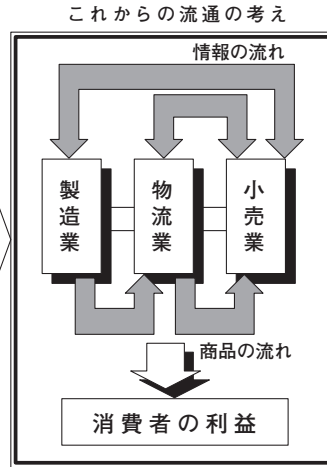 これからの流通の考え
情報の流れ
製造業
物流業
小売業
商品の流れ
消費者の利益